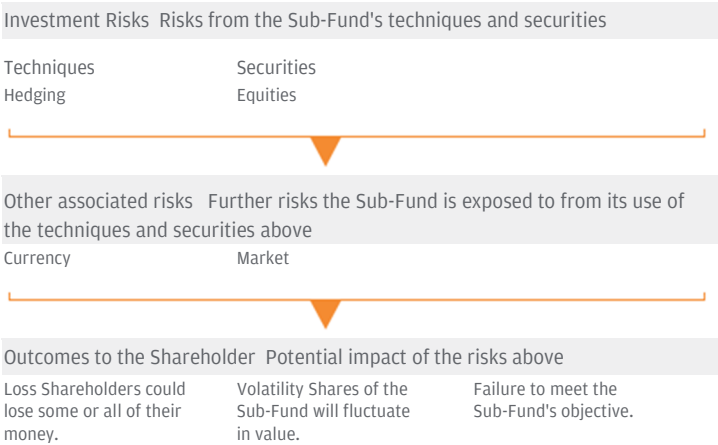 Investment Risks Risks from the Sub-Fund's techniques and securities
Techniques Securities
Hedging Equities
Other associated risks Further risks the Sub-Fund is exposed to from its use of
the techniques and securities above
Currency Market
Outcomes to the Shareholder Potential impact of the risks above
Loss Shareholders could
lose some or all of their
money.
Volatility Shares of the
Sub-Fund will fluctuate
in value.
Failure to meet the
Sub-Fund's objective.